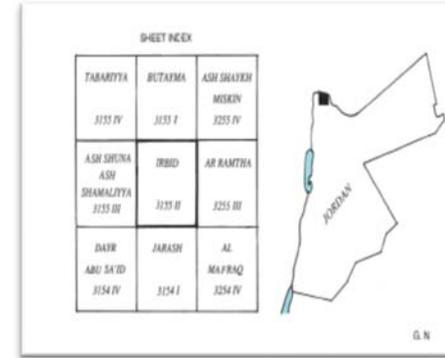 SHEET INDEX
TABARIYYA
3155 IV
BUTAYMA
3155 I
ASH SHAYKH
MISKIN
3255 IV
ASH SHUNA
ASH
SHAMALIYYA
3155 III
IRBID
3155 II
AR RAMTHA
3255 III
DAYR
ABU SA'ID
3154 IV
JARASH
3154 I
AL
MAFRAQ
3254 IV
JORDAN
G. N